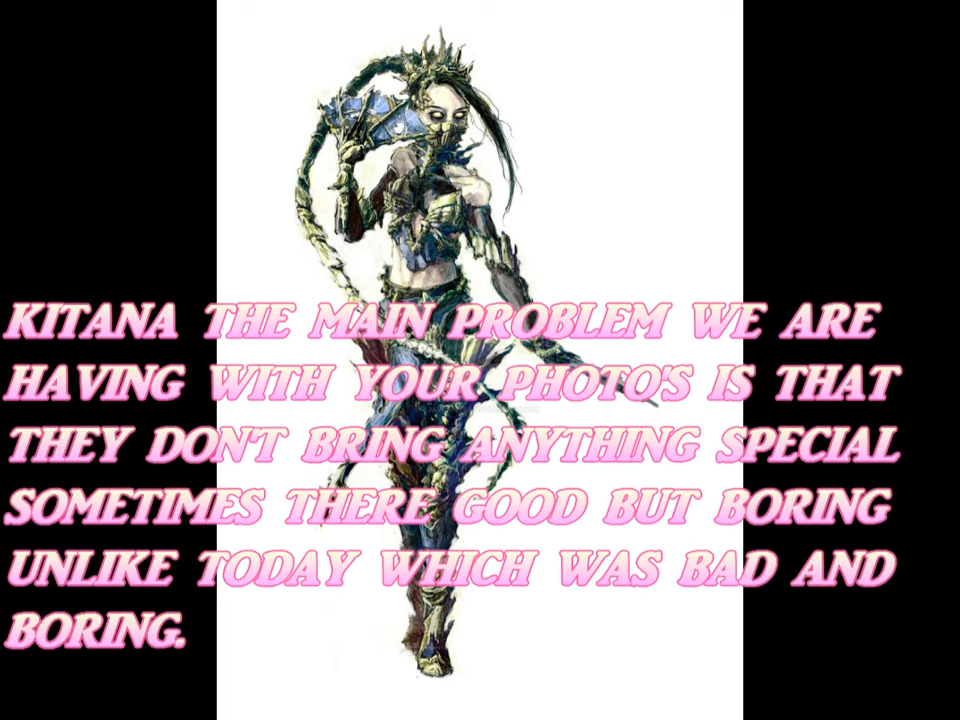 KITANA THE MAIN PROBLEM WE ARE
HAVING WITH YOUR PHOTO'S IS THAT
THEY DON'T BRING ANYTHING SPECIAL
SOMETIMES THERE GOOD BUT BORING
UNLIKE TODAY WHICH WAS BAD AND
BORING.